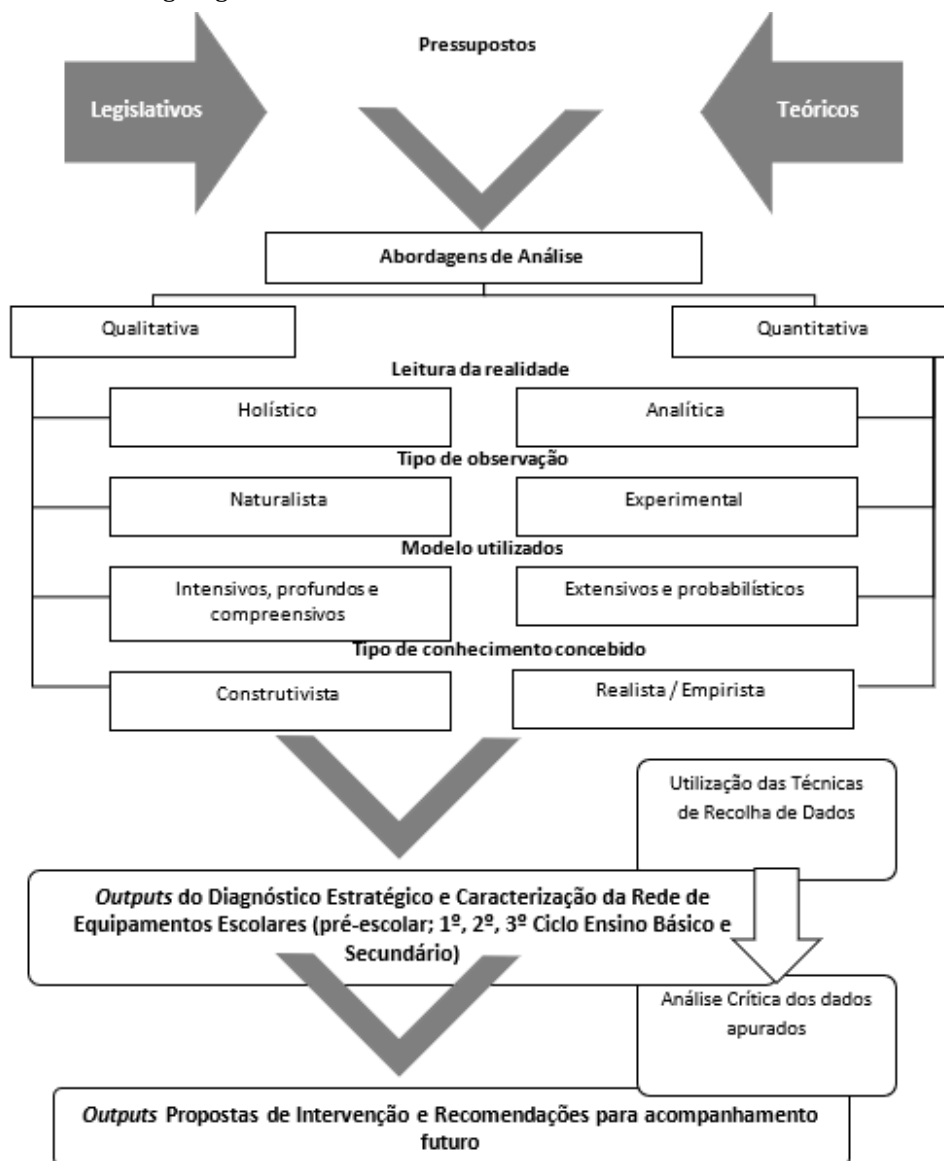 Pressupostos
Legislativos
Teóricos
Abordagens de Análise
Qualitativa
Quantitativa
Leitura da realidade
Holístico
Analítica
Tipo de observação
Naturalista
Experimental
Modelo utilizados
Intensivos, profundos e
compreensivos
Extensivos e probabilísticos
Tipo de conhecimento concebido
Construtivista
Realista / Empirista
Utilização das Técnicas
de Recolha de Dados
Outputs do Diagnóstico Estratégico e Caracterização da Rede de
Equipamentos Escolares (pré-escolar; 1º, 2º, 3º Ciclo Ensino Básico e
Secundário)
Análise Crítica dos dados
apurados
Outputs Propostas de Intervenção e Recomendações para acompanhamento
futuro